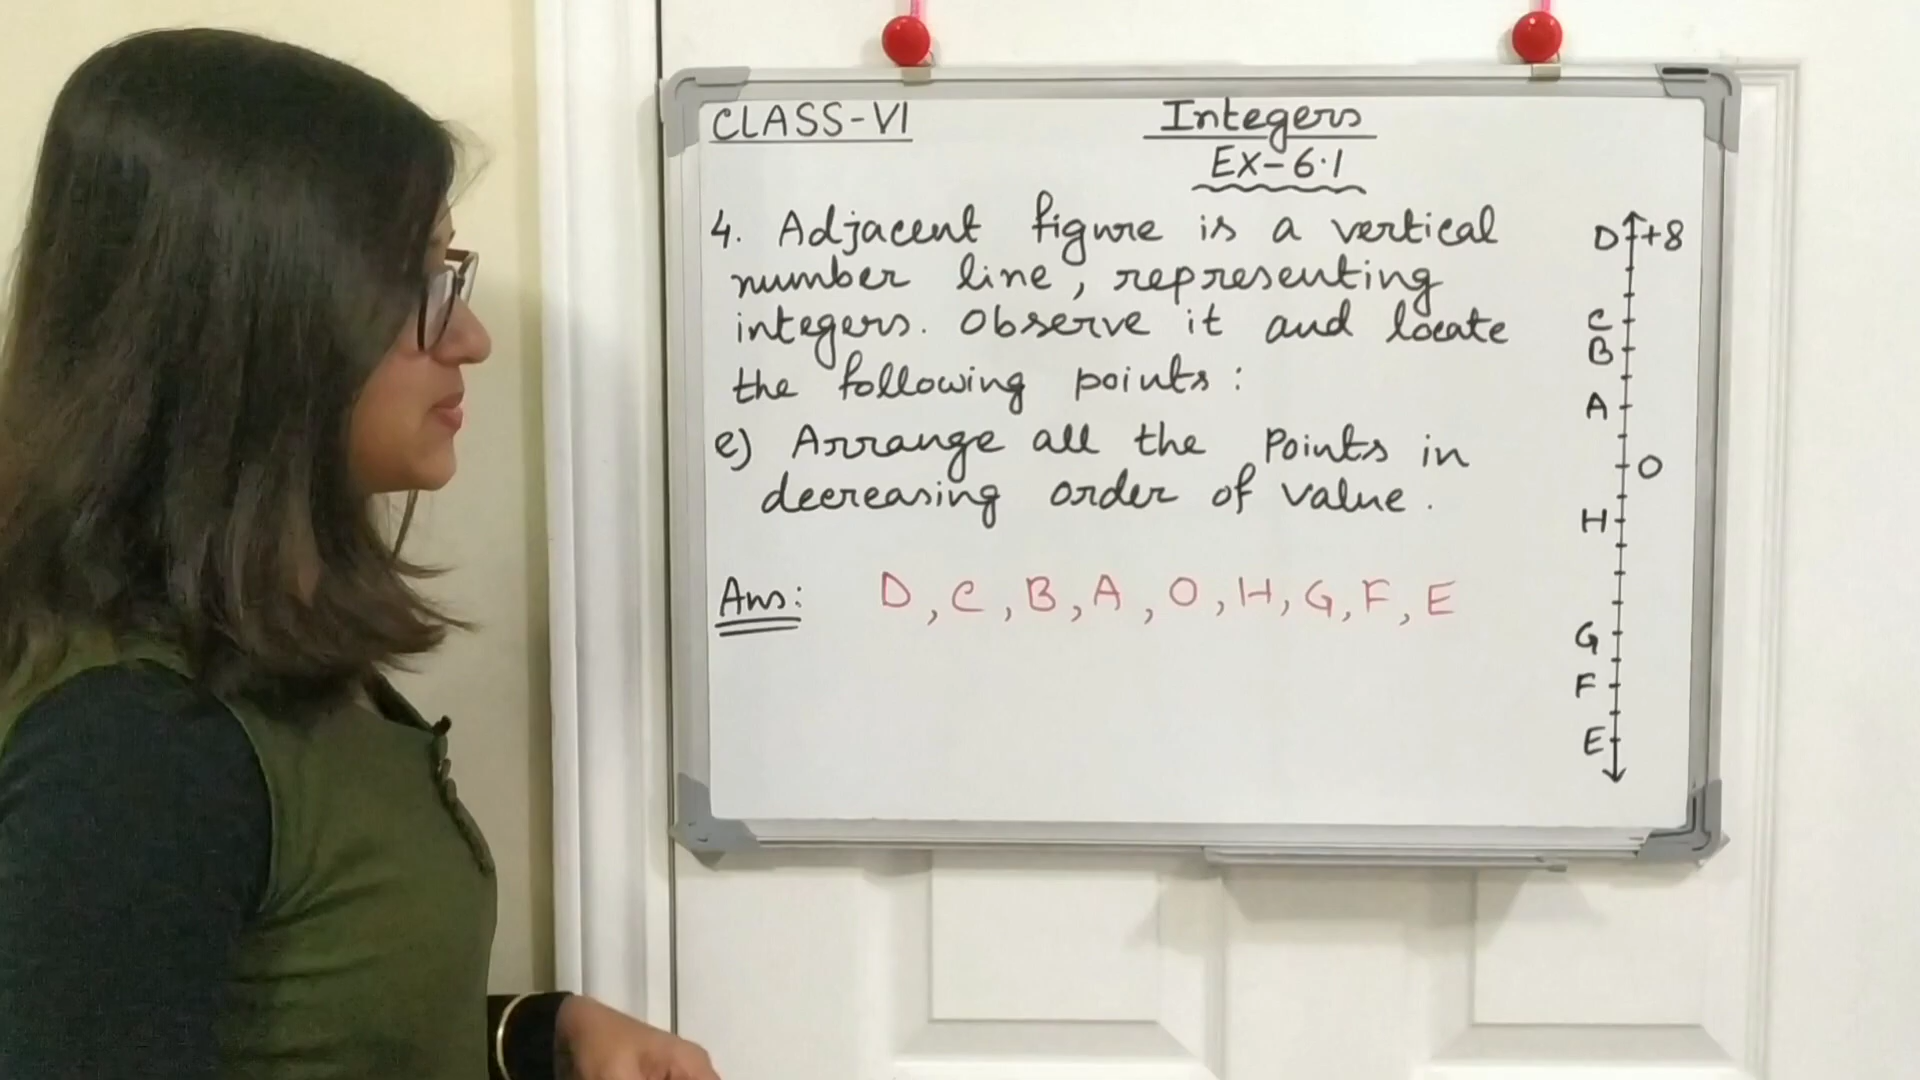 CLASS-VI
Integers
EX-6.1
4. Adjacent figure is a vertical
number line, representing
integers. Observe it and locate
the following points:
e) Arrange all the Points in
decreasing order of value.
Ans: D, C, B, A, O, H, G, F, E
D +8
C
B
A
0
H
G
F
E